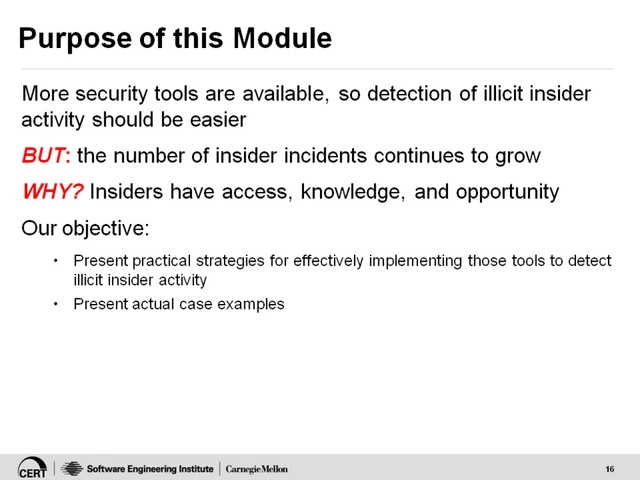 Purpose of this Module
More security tools are available, so detection of illicit insider
activity should be easier
BUT: the number of insider incidents continues to grow
WHY? Insiders have access, knowledge, and opportunity
Our objective:
• Present practical strategies for effectively implementing those tools to detect
illicit insider activity
• Present actual case examples
CERT | Software Engineering Institute | CarnegieMellon
16